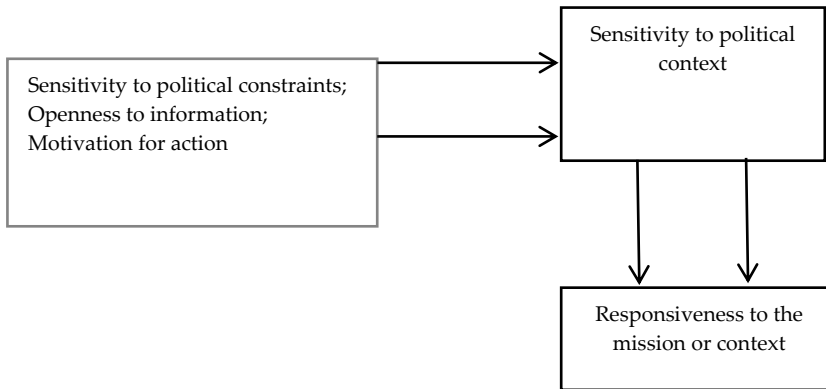 Sensitivity to political constraints;
Openness to information;
Motivation for action
Sensitivity to political
context
Responsiveness to the
mission or context